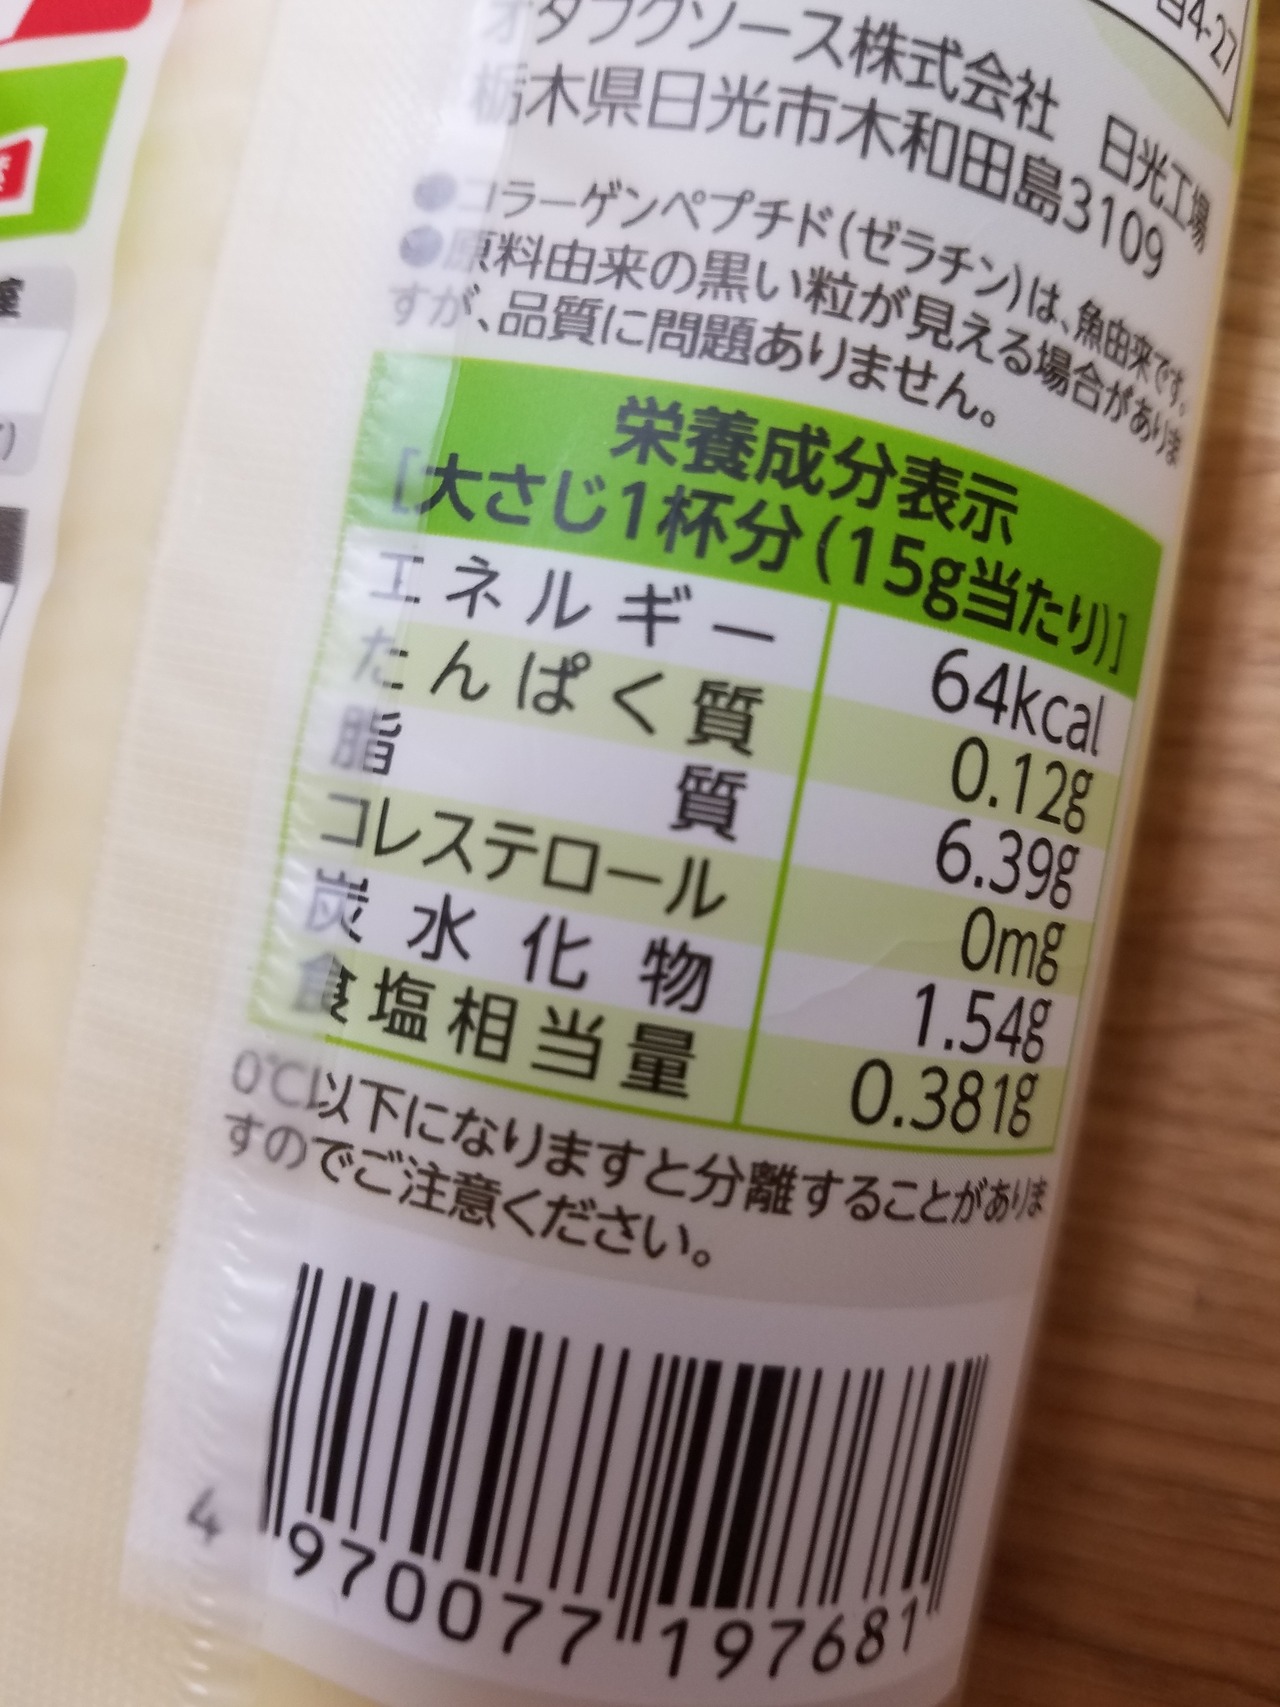 4-27
オタフクソース株式会社 日光工場
栃木県日光市木和田島3109
●コラーゲンペプチド(ゼラチン)は、魚由来です。
●原料由来の黒い粒が見える場合がありま
すが、品質に問題ありません。
栄養成分表示
[大さじ1杯分(15g当たり)]
エネルギー 64kcal
たんぱく質 0.12g
脂質 6.39g
コレステロール 0mg
炭水化物 1.54g
食塩相当量 0.381g
0℃以下になりますと分離することがありま
すのでご注意ください。
4 970077 197681